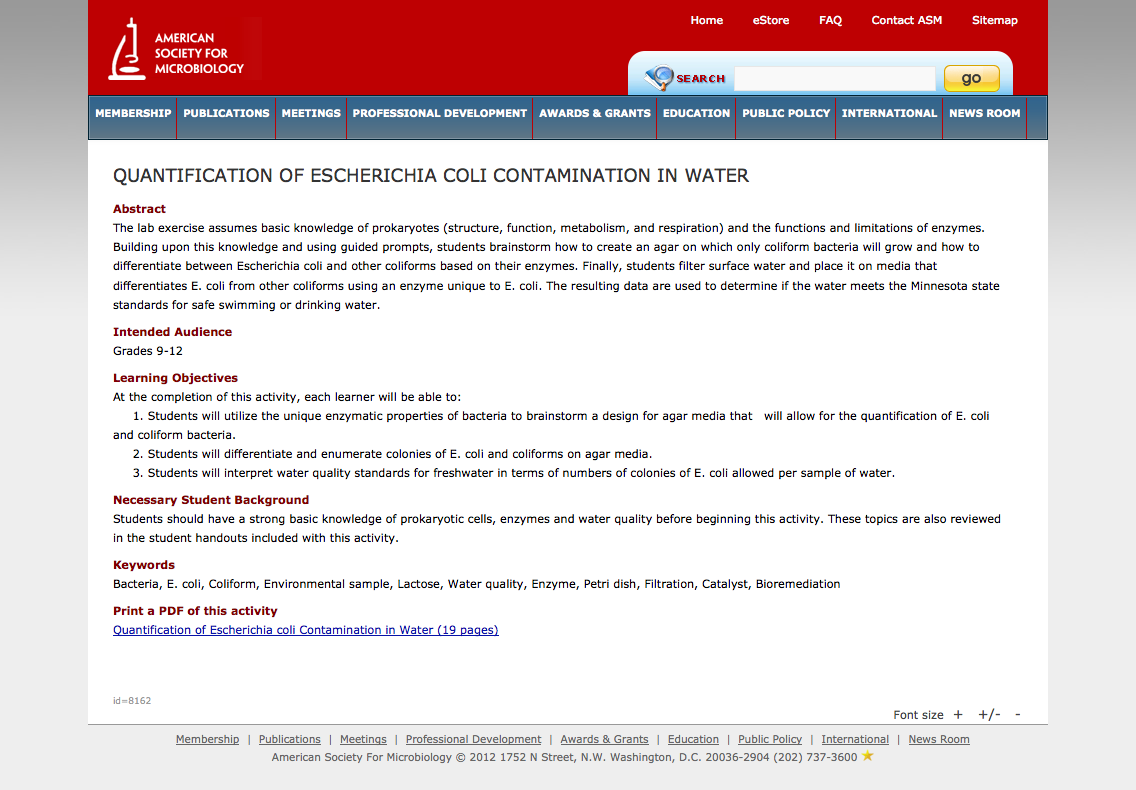 Home eStore FAQ Contact ASM Sitemap
AMERICAN
SOCIETY FOR
MICROBIOLOGY
SEARCH go
MEMBERSHIP PUBLICATIONS MEETINGS PROFESSIONAL DEVELOPMENT AWARDS & GRANTS EDUCATION PUBLIC POLICY INTERNATIONAL NEWS ROOM
QUANTIFICATION OF ESCHERICHIA COLI CONTAMINATION IN WATER
Abstract
The lab exercise assumes basic knowledge of prokaryotes (structure, function, metabolism, and respiration) and the functions and limitations of enzymes.
Building upon this knowledge and using guided prompts, students brainstorm how to create an agar on which only coliform bacteria will grow and how to
differentiate between Escherichia coli and other coliforms based on their enzymes. Finally, students filter surface water and place it on media that
differentiates E. coli from other coliforms using an enzyme unique to E. coli. The resulting data are used to determine if the water meets the Minnesota state
standards for safe swimming or drinking water.
Intended Audience
Grades 9-12
Learning Objectives
At the completion of this activity, each learner will be able to:
1. Students will utilize the unique enzymatic properties of bacteria to brainstorm a design for agar media that will allow for the quantification of E. coli
and coliform bacteria.
2. Students will differentiate and enumerate colonies of E. coli and coliforms on agar media.
3. Students will interpret water quality standards for freshwater in terms of numbers of colonies of E. coli allowed per sample of water.
Necessary Student Background
Students should have a strong basic knowledge of prokaryotic cells, enzymes and water quality before beginning this activity. These topics are also reviewed
in the student handouts included with this activity.
Keywords
Bacteria, E. coli, Coliform, Environmental sample, Lactose, Water quality, Enzyme, Petri dish, Filtration, Catalyst, Bioremediation
Print a PDF of this activity
Quantification of Escherichia coli Contamination in Water (19 pages)
id=8162
Font size + +/- -
Membership | Publications | Meetings | Professional Development | Awards & Grants | Education | Public Policy | International | News Room
American Society For Microbiology © 2012 1752 N Street, N.W. Washington, D.C. 20036-2904 (202) 737-3600